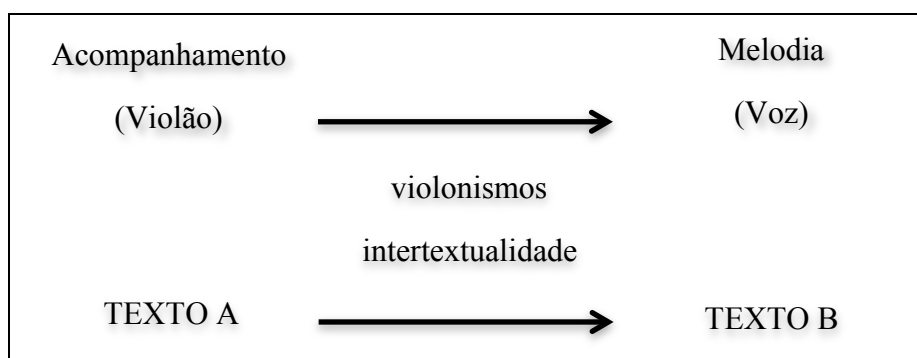 Acompanhamento
(Violão)
Melodia
(Voz)
violonismos
intertextualidade
TEXTO A
TEXTO B